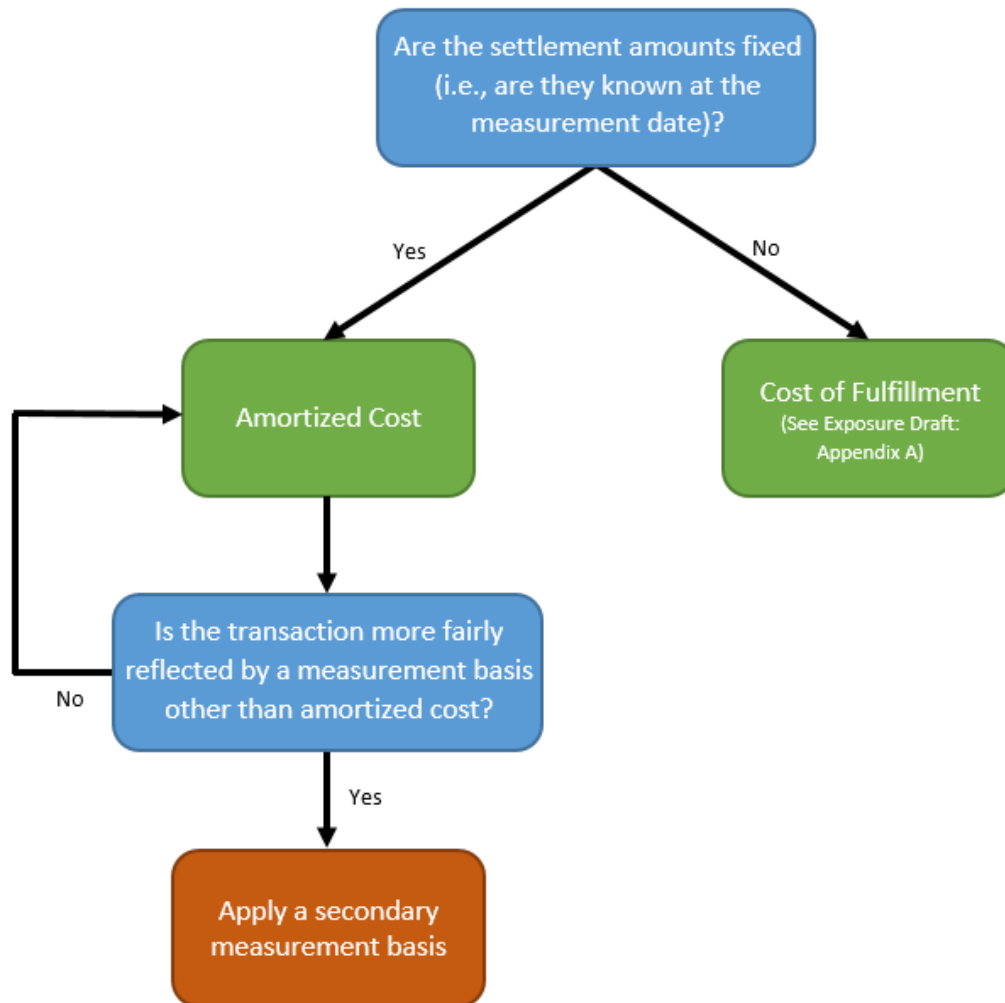 Are the settlement amounts fixed
(i.e., are they known at the
measurement date)?
Yes
No
Amortized Cost
Cost of Fulfillment
(See Exposure Draft:
Appendix A)
Is the transaction more fairly
reflected by a measurement basis
other than amortized cost?
No
Yes
Apply a secondary
measurement basis